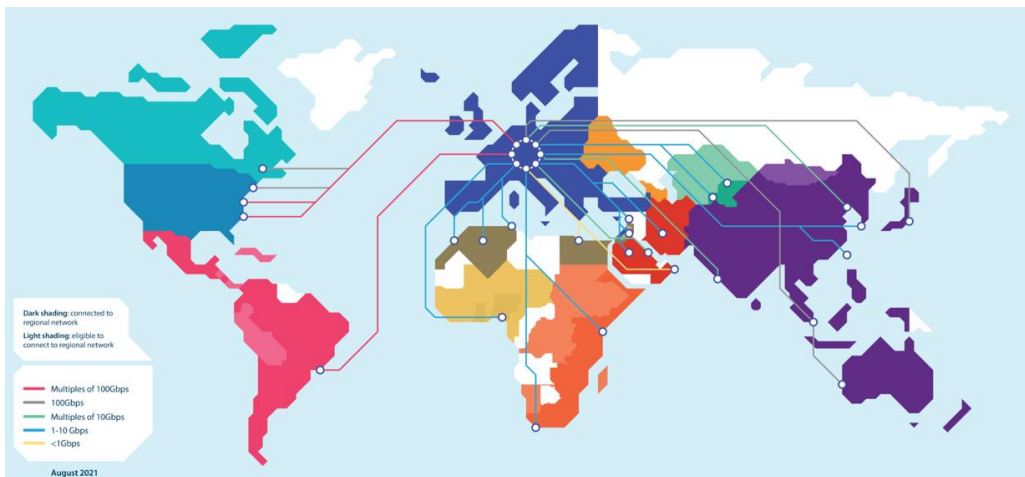 Dark shading: connected to
regional network
Light shading: eligible to
connect to regional network
Multiples of 100Gbps
100Gbps
Multiples of 10Gbps
1-10 Gbps
<1Gbps
August 2021